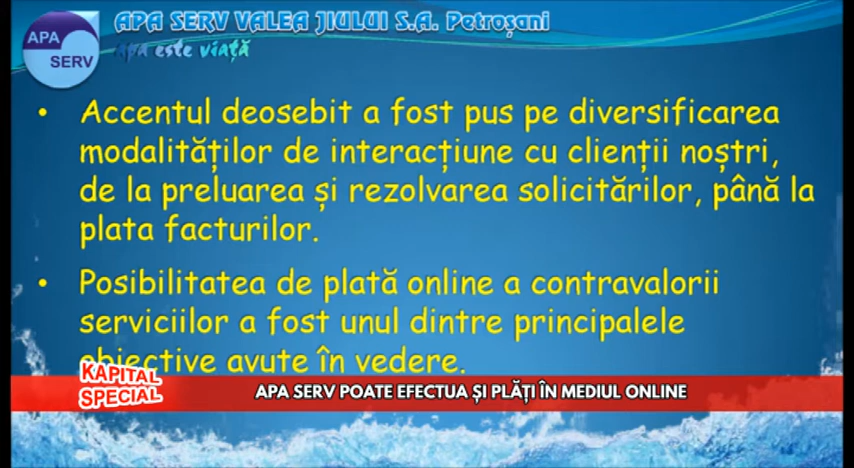 APA SERV VALEA JIULUI S.A. Petroșani
apa este viață
APA
SERV
• Accentul deosebit a fost pus pe diversificarea
modalităților de interacțiune cu clienții noștri,
de la preluarea și rezolvarea solicitărilor, până la
plata facturilor.
• Posibilitatea de plată online a contravalorii
serviciilor a fost unul dintre principalele
obiective avute în vedere.
KAPITAL
SPECIAL
APA SERV POATE EFECTUA ȘI PLĂȚI ÎN MEDIUL ONLINE